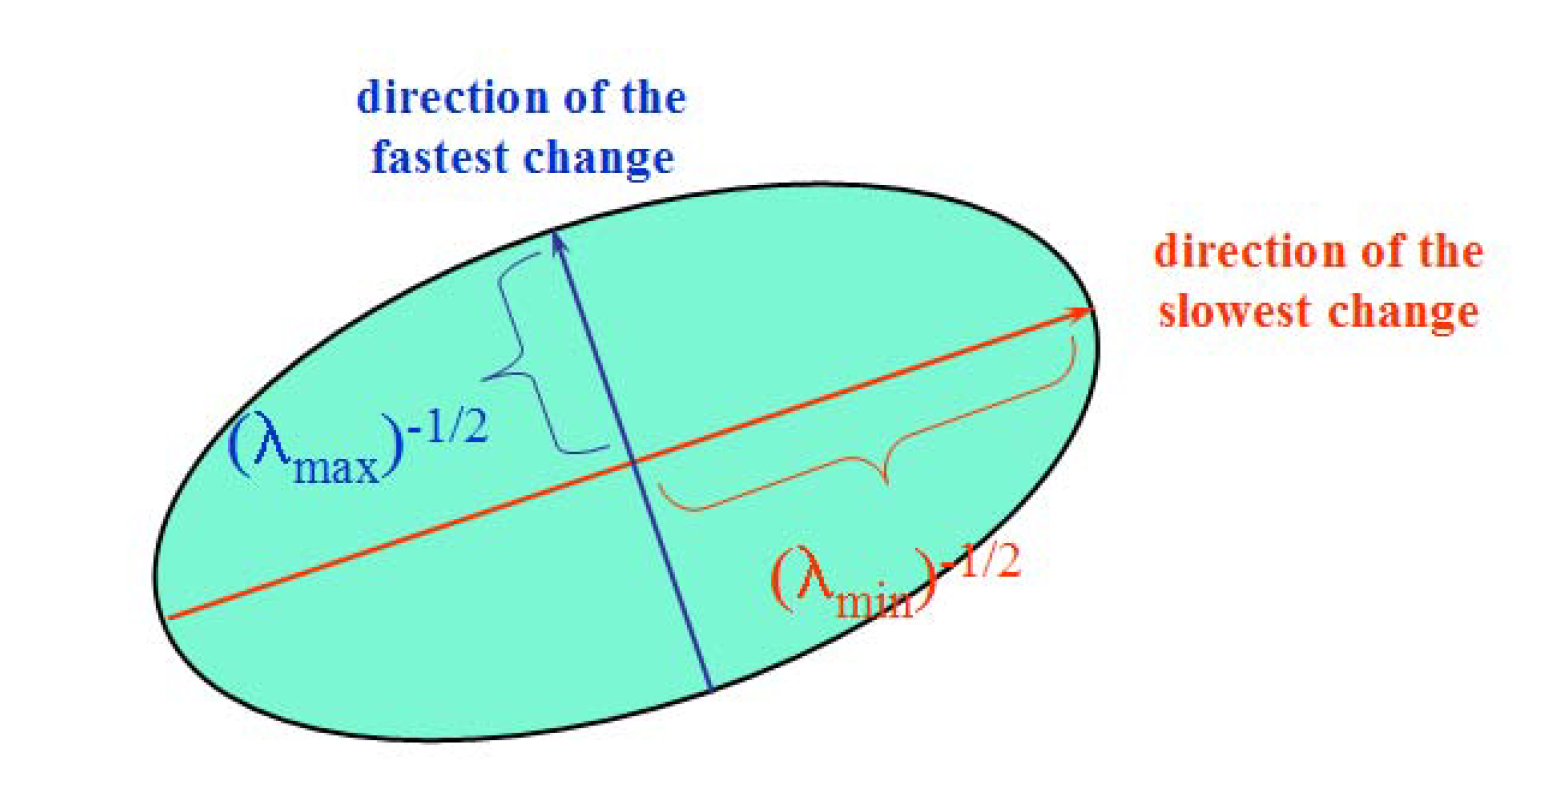 direction of the
fastest change
direction of the
slowest change
(λmax)-1/2
(λmin)-1/2